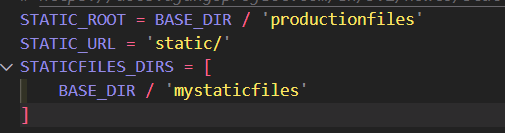 STATIC_ROOT = BASE_DIR / 'productionfiles'
STATIC_URL = 'static/'
STATICFILES_DIRS = [
    BASE_DIR / 'mystaticfiles'
]